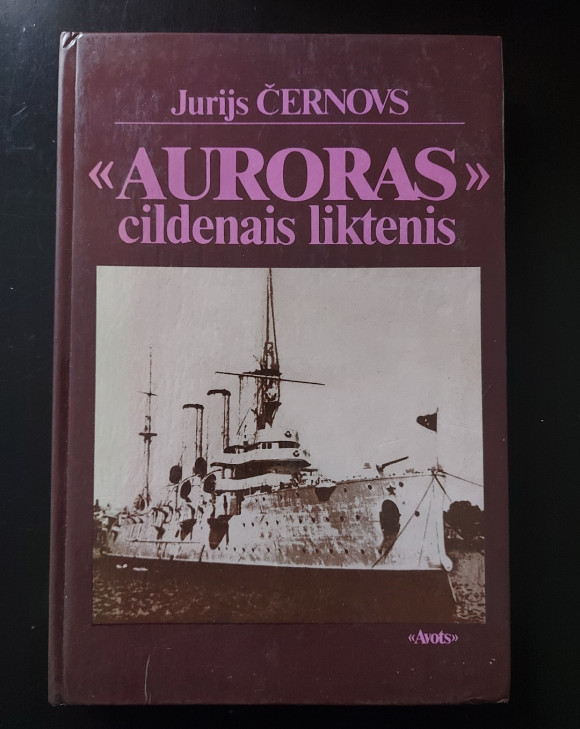 Jurijs ČERNOVS
«AURORAS»
cildenais liktenis
«Avots»